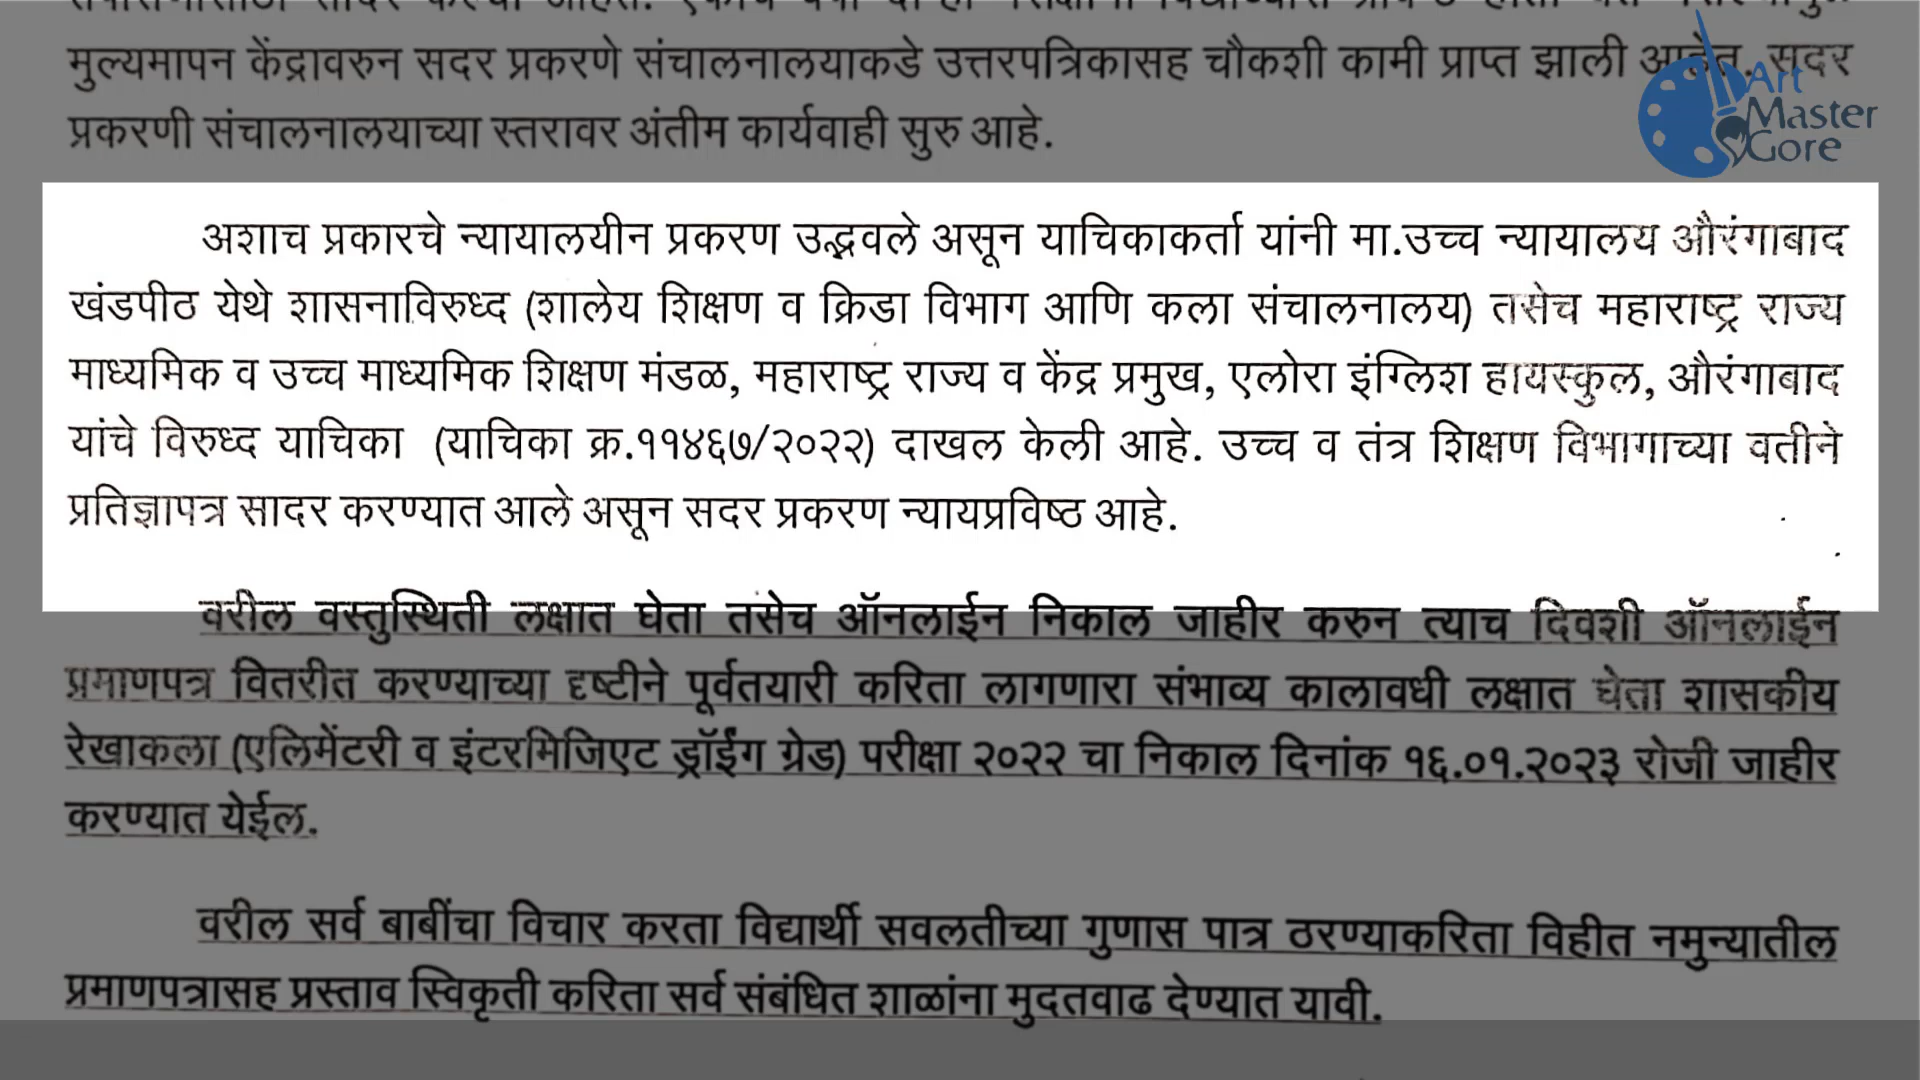 मुल्यमापन केंद्रावरुन सदर प्रकरणे संचालनालयाकडे उत्तरपत्रिकासह चौकशी कामी प्राप्त झाली आहेत. सदर
प्रकरणी संचालनालयाच्या स्तरावर अंतीम कार्यवाही सुरु आहे.
Art
Master
Gore
अशाच प्रकारचे न्यायालयीन प्रकरण उद्भवले असून याचिकाकर्ता यांनी मा.उच्च न्यायालय औरंगाबाद
खंडपीठ येथे शासनाविरुध्द (शालेय शिक्षण व क्रिडा विभाग आणि कला संचालनालय) तसेच महाराष्ट्र राज्य
माध्यमिक व उच्च माध्यमिक शिक्षण मंडळ, महाराष्ट्र राज्य व केंद्र प्रमुख, एलोरा इंग्लिश हायस्कुल, औरंगाबाद
यांचे विरुध्द याचिका (याचिका क्र.११४६७/२०२२) दाखल केली आहे. उच्च व तंत्र शिक्षण विभागाच्या वतीने
प्रतिज्ञापत्र सादर करण्यात आले असून सदर प्रकरण न्यायप्रविष्ठ आहे.
वरील वस्तुस्थिती लक्षात घेता तसेच ऑनलाईन निकाल जाहीर करुन त्याच दिवशी ऑनलाईन
प्रमाणपत्र वितरीत करण्याच्या दृष्टीने पूर्वतयारी करिता लागणारा संभाव्य कालावधी लक्षात घेता शासकीय
रेखाकला (एलिमेंटरी व इंटरमिजिएट ड्रॉईंग ग्रेड) परीक्षा २०२२ चा निकाल दिनांक १६.०१.२०२३ रोजी जाहीर
करण्यात येईल.
वरील सर्व बाबींचा विचार करता विद्यार्थी सवलतीच्या गुणास पात्र ठरण्याकरिता विहीत नमुन्यातील
प्रमाणपत्रासह प्रस्ताव स्विकृती करिता सर्व संबंधित शाळांना मुदतवाढ देण्यात यावी.